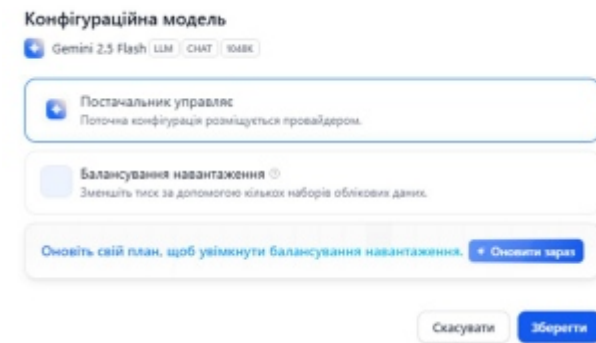 Конфігураційна модель
Gemini 2.5 Flash LLM CHAT 1048K
Постачальник управляє
Поточна конфігурація розміщується провайдером.
Балансування навантаження
Зменшіть тиск за допомогою кількох наборів облікових даних.
Оновіть свій план, щоб увімкнути балансування навантаження. Оновити зараз
Скасувати Зберегти